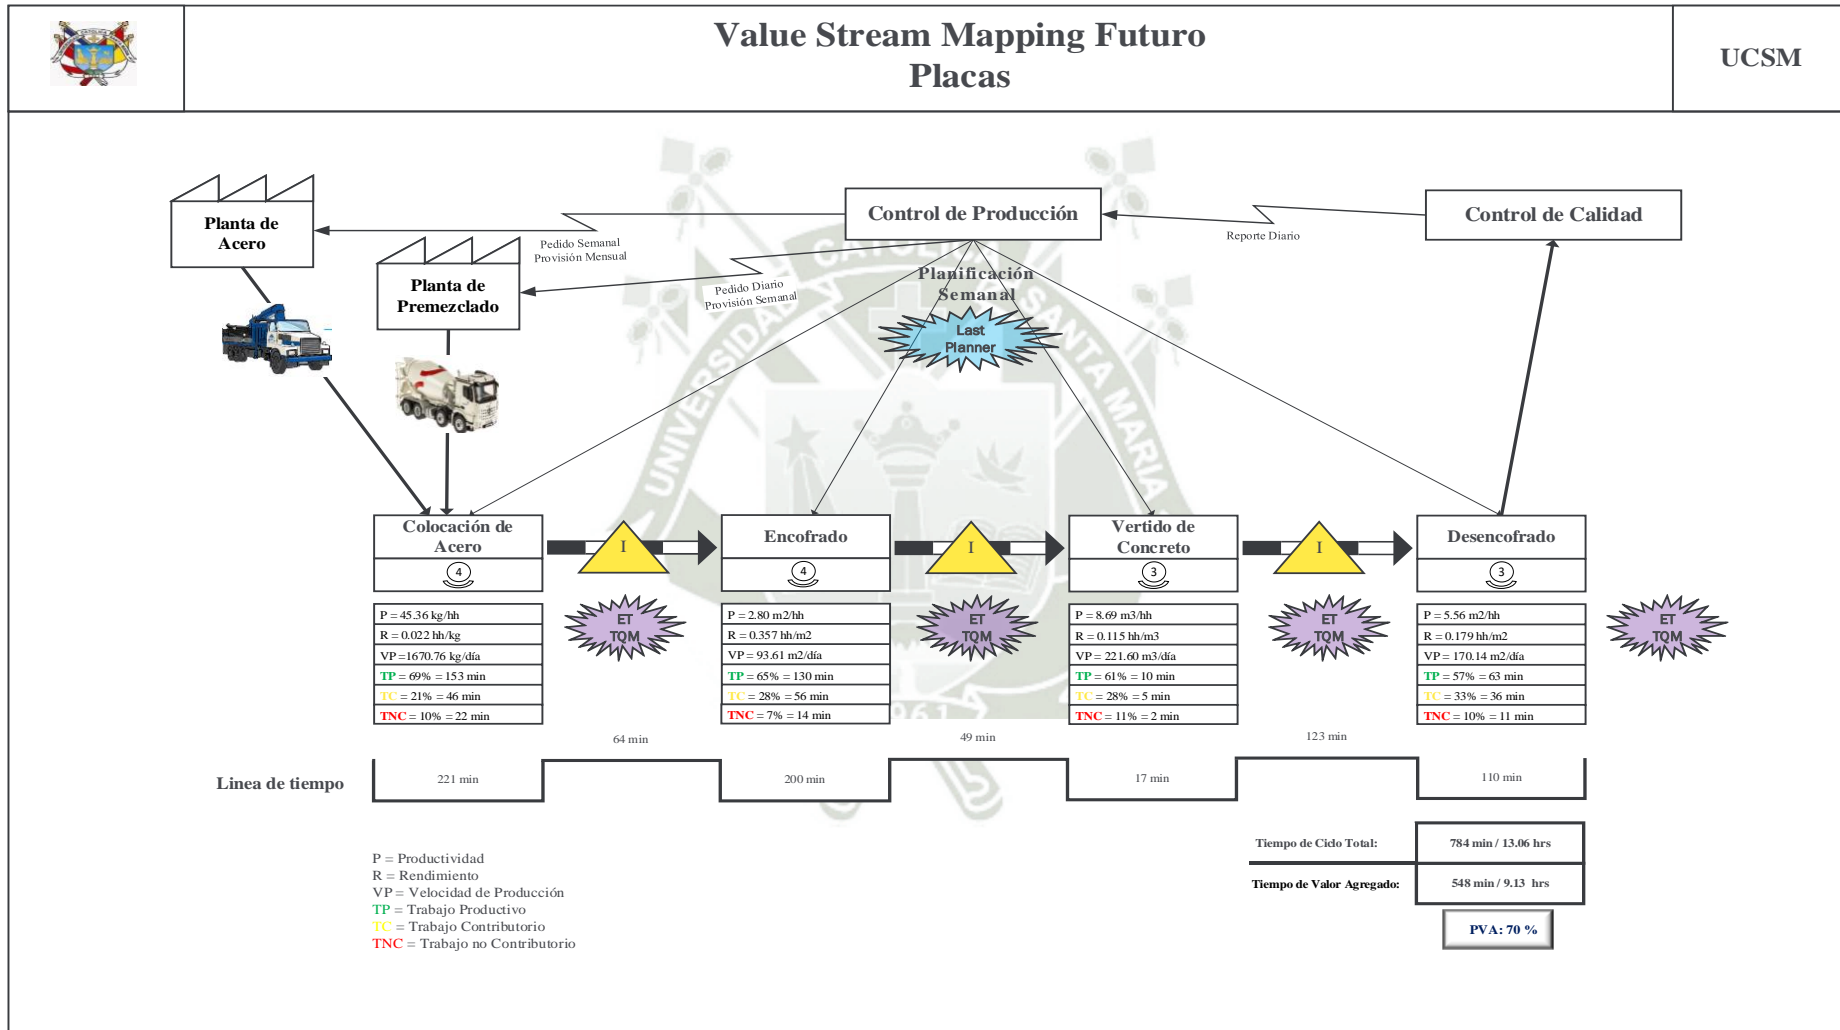 Value Stream Mapping Futuro
Placas
UCSM
Planta de
Acero
Planta de
Premezclado
Control de Producción
Control de Calidad
Pedido Semanal
Provisión Mensual
Pedido Diario
Provisión Semanal
Reporte Diario
Planificación
Semanal
Last
Planner
UNIVERSIDAD CATOLICA SANTA MARIA
1961
Colocación de
Acero
4
I
Encofrado
4
I
Vertido de
Concreto
3
I
Desencofrado
3
P = 45.36 kg/hh
R = 0.022 hh/kg
VP =1670.76 kg/día
TP = 69% = 153 min
TC = 21% = 46 min
TNC = 10% = 22 min
ET
TQM
P = 2.80 m2/hh
R = 0.357 hh/m2
VP = 93.61 m2/día
TP = 65% = 130 min
TC = 28% = 56 min
TNC = 7% = 14 min
ET
TQM
P = 8.69 m3/hh
R = 0.115 hh/m3
VP = 221.60 m3/día
TP = 61% = 10 min
TC = 28% = 5 min
TNC = 11% = 2 min
ET
TQM
P = 5.56 m2/hh
R = 0.179 hh/m2
VP = 170.14 m2/día
TP = 57% = 63 min
TC = 33% = 36 min
TNC = 10% = 11 min
ET
TQM
64 min
49 min
123 min
Linea de tiempo
221 min
200 min
17 min
110 min
Tiempo de Ciclo Total:
784 min / 13.06 hrs
Tiempo de Valor Agregado:
548 min / 9.13 hrs
PVA: 70 %
P = Productividad
R = Rendimiento
VP = Velocidad de Producción
TP = Trabajo Productivo
TC = Trabajo Contributorio
TNC = Trabajo no Contributorio